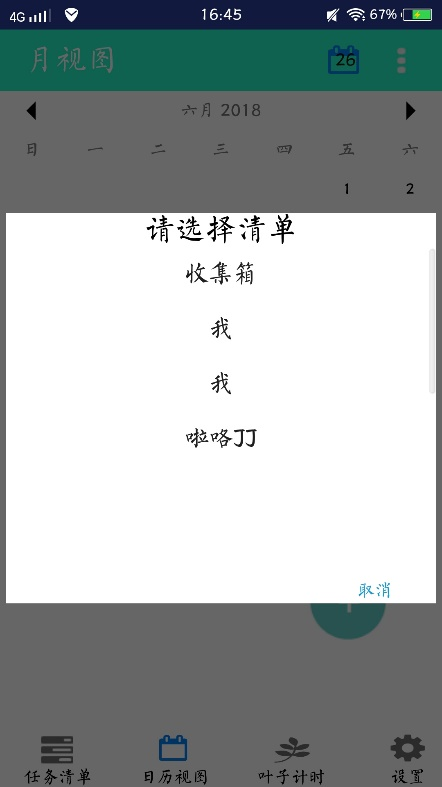 4G 16:45 67%
月视图 26
六月 2018
日 一 二 三 四 五 六
1 2
请选择清单
收集箱
我
我
啦咯JJ
取消
任务清单 日历视图 叶子计时 设置